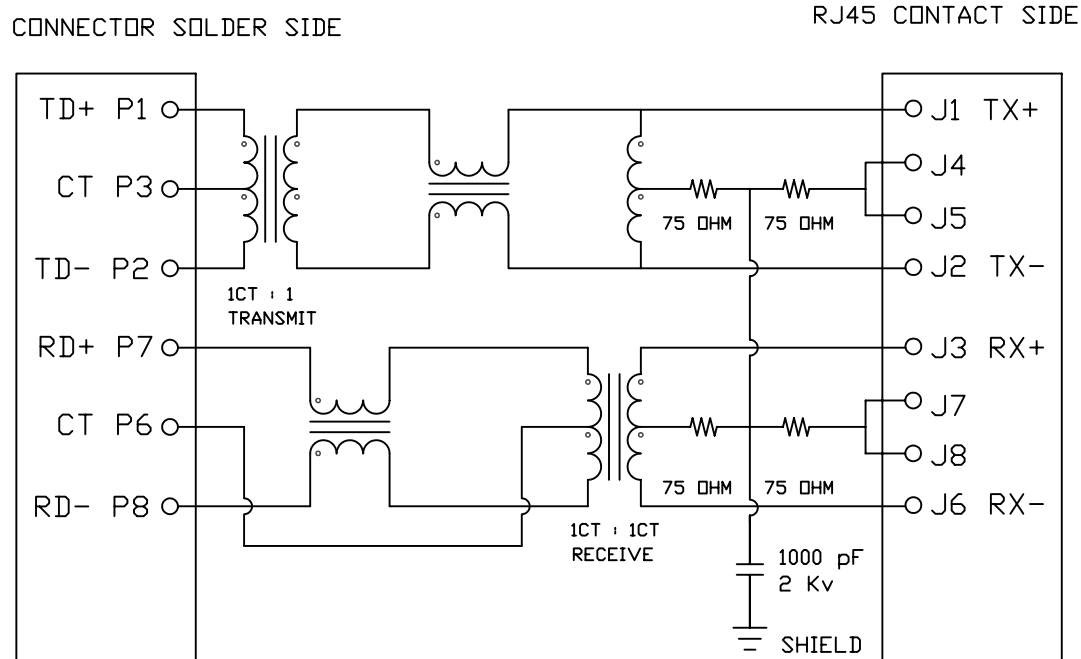 CONNECTOR SOLDER SIDE
RJ45 CONTACT SIDE
TD+ P1
J1 TX+
J4
CT P3
75 OHM 75 OHM
J5
TD- P2
J2 TX-
1CT : 1
TRANSMIT
RD+ P7
J3 RX+
J7
CT P6
J8
75 OHM 75 OHM
RD- P8
J6 RX-
1CT : 1CT
RECEIVE
1000 pF
2 Kv
SHIELD